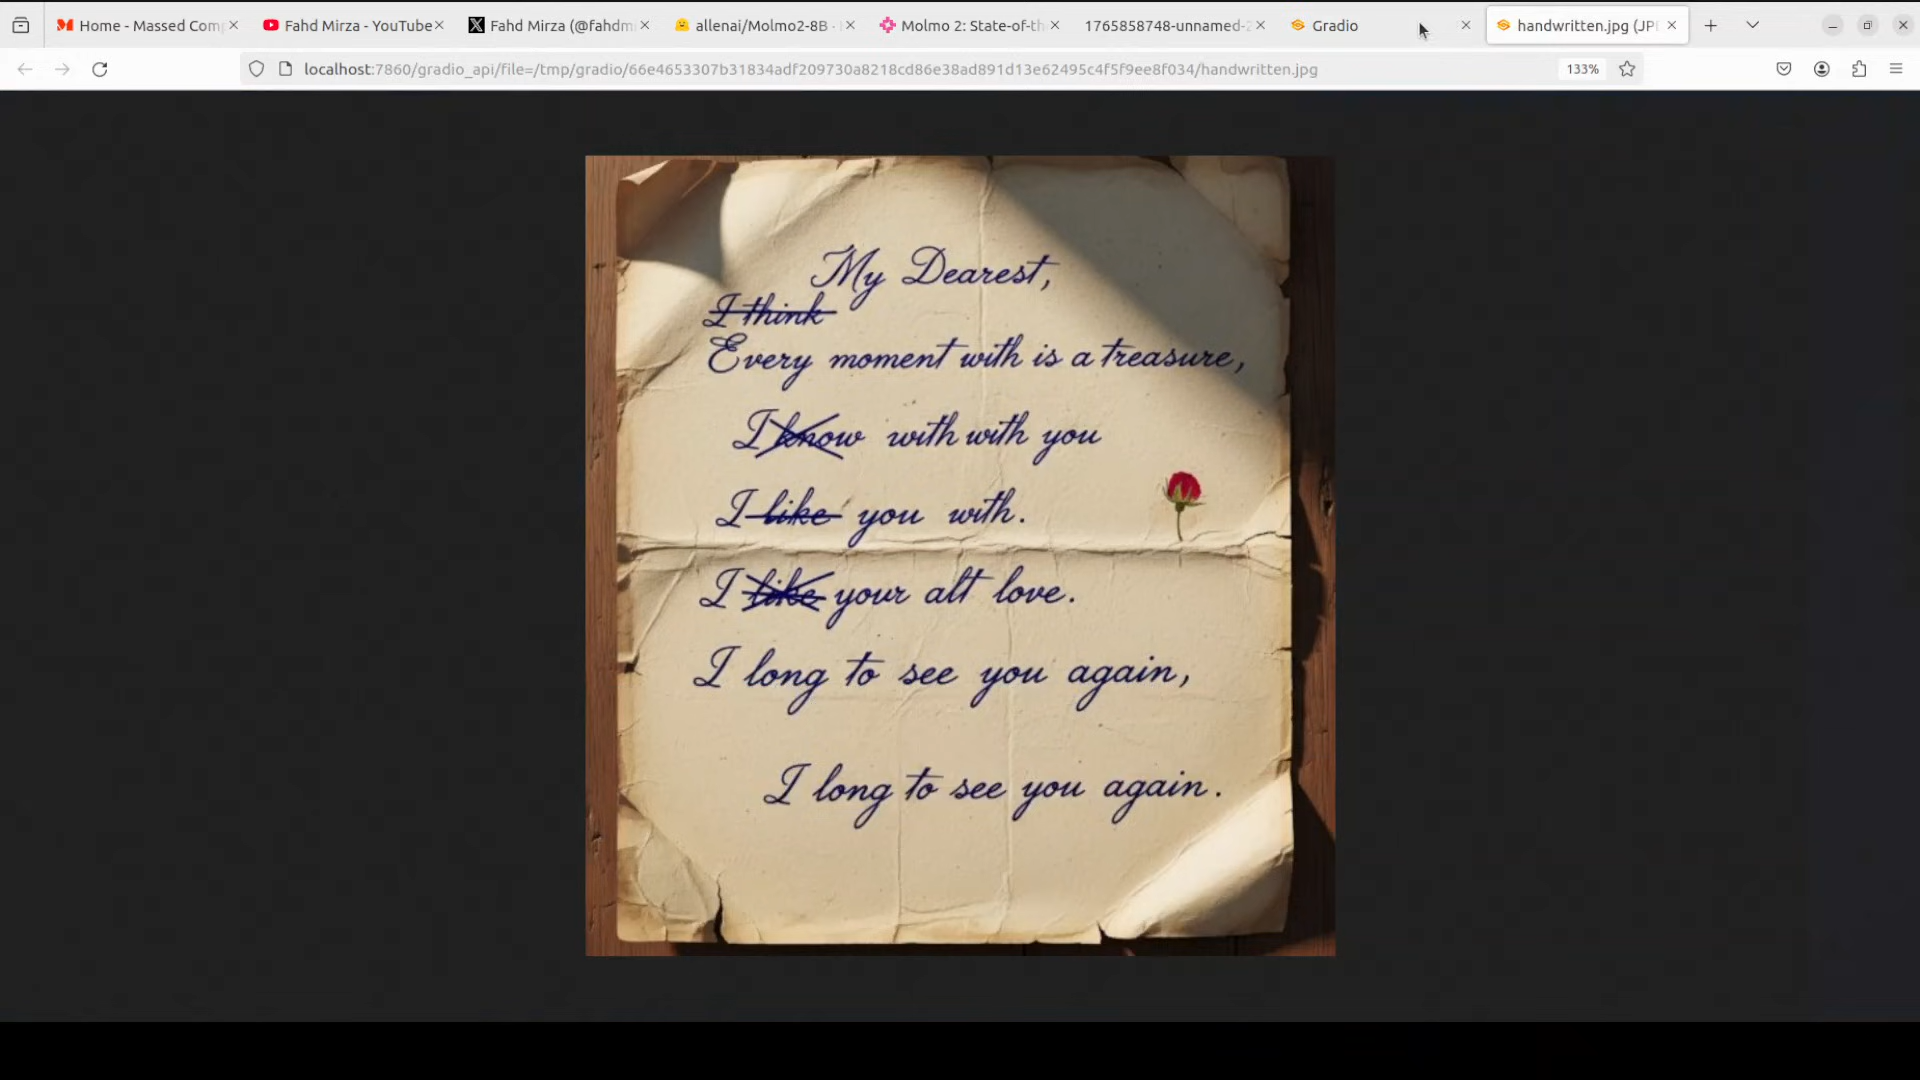 Home - Massed Com
Fahd Mirza - YouTube
Fahd Mirza (@fahdm
allenai/Molmo2-8B -
Molmo 2: State-of-th
1765858748-unnamed-2
Gradio
handwritten.jpg (JP
localhost:7860/gradio_api/file=/tmp/gradio/66e4653307b31834adf209730a8218cd86e38ad891d13e62495c4f5f9ee8f034/handwritten.jpg
133%
My Dearest,
I think
Every moment with is a treasure,
I know with with you
I like you with.
I like your alt love.
I long to see you again,
I long to see you again.